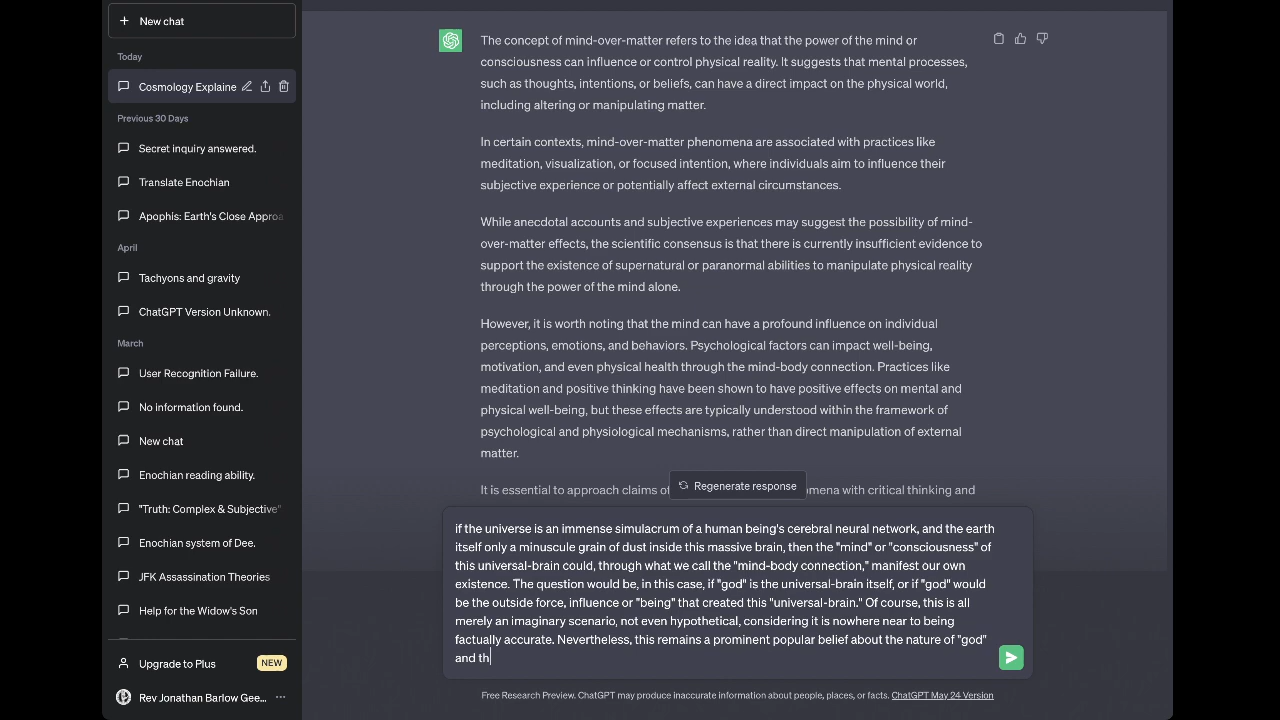 New chat
Today
Cosmology Explaine
Previous 30 Days
Secret inquiry answered.
Translate Enochian
Apophis: Earth's Close Approa
April
Tachyons and gravity
ChatGPT Version Unknown.
March
User Recognition Failure.
No information found.
New chat
Enochian reading ability.
"Truth: Complex & Subjective"
Enochian system of Dee.
JFK Assassination Theories
Help for the Widow's Son
Upgrade to Plus
NEW
Rev Jonathan Barlow Gee...
The concept of mind-over-matter refers to the idea that the power of the mind or
consciousness can influence or control physical reality. It suggests that mental processes,
such as thoughts, intentions, or beliefs, can have a direct impact on the physical world,
including altering or manipulating matter.
In certain contexts, mind-over-matter phenomena are associated with practices like
meditation, visualization, or focused intention, where individuals aim to influence their
subjective experience or potentially affect external circumstances.
While anecdotal accounts and subjective experiences may suggest the possibility of mind-
over-matter effects, the scientific consensus is that there is currently insufficient evidence to
support the existence of supernatural or paranormal abilities to manipulate physical reality
through the power of the mind alone.
However, it is worth noting that the mind can have a profound influence on individual
perceptions, emotions, and behaviors. Psychological factors can impact well-being,
motivation, and even physical health through the mind-body connection. Practices like
meditation and positive thinking have been shown to have positive effects on mental and
physical well-being, but these effects are typically understood within the framework of
psychological and physiological mechanisms, rather than direct manipulation of external
matter.
It is essential to approach claims of omena with critical thinking and
Regenerate response
if the universe is an immense simulacrum of a human being's cerebral neural network, and the earth
itself only a minuscule grain of dust inside this massive brain, then the "mind" or "consciousness" of
this universal-brain could, through what we call the "mind-body connection," manifest our own
existence. The question would be, in this case, if "god" is the universal-brain itself, or if "god" would
be the outside force, influence or "being" that created this "universal-brain." Of course, this is all
merely an imaginary scenario, not even hypothetical, considering it is nowhere near to being
factually accurate. Nevertheless, this remains a prominent popular belief about the nature of "god"
and th
Free Research Preview. ChatGPT may produce inaccurate information about people, places, or facts. ChatGPT May 24 Version